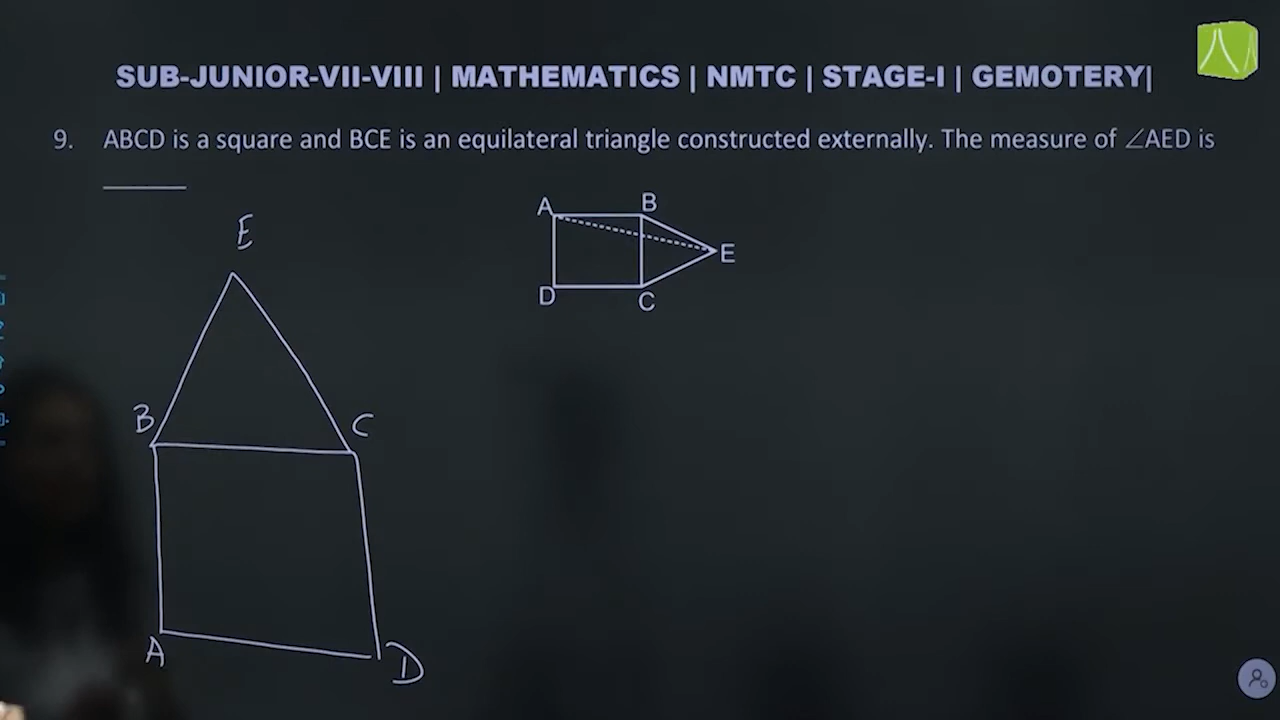 SUB-JUNIOR-VII-VIII | MATHEMATICS | NMTC | STAGE-I | GEMOTERY|
9. ABCD is a square and BCE is an equilateral triangle constructed externally. The measure of ∠AED is
______
A B
E
D C
E
B C
A D